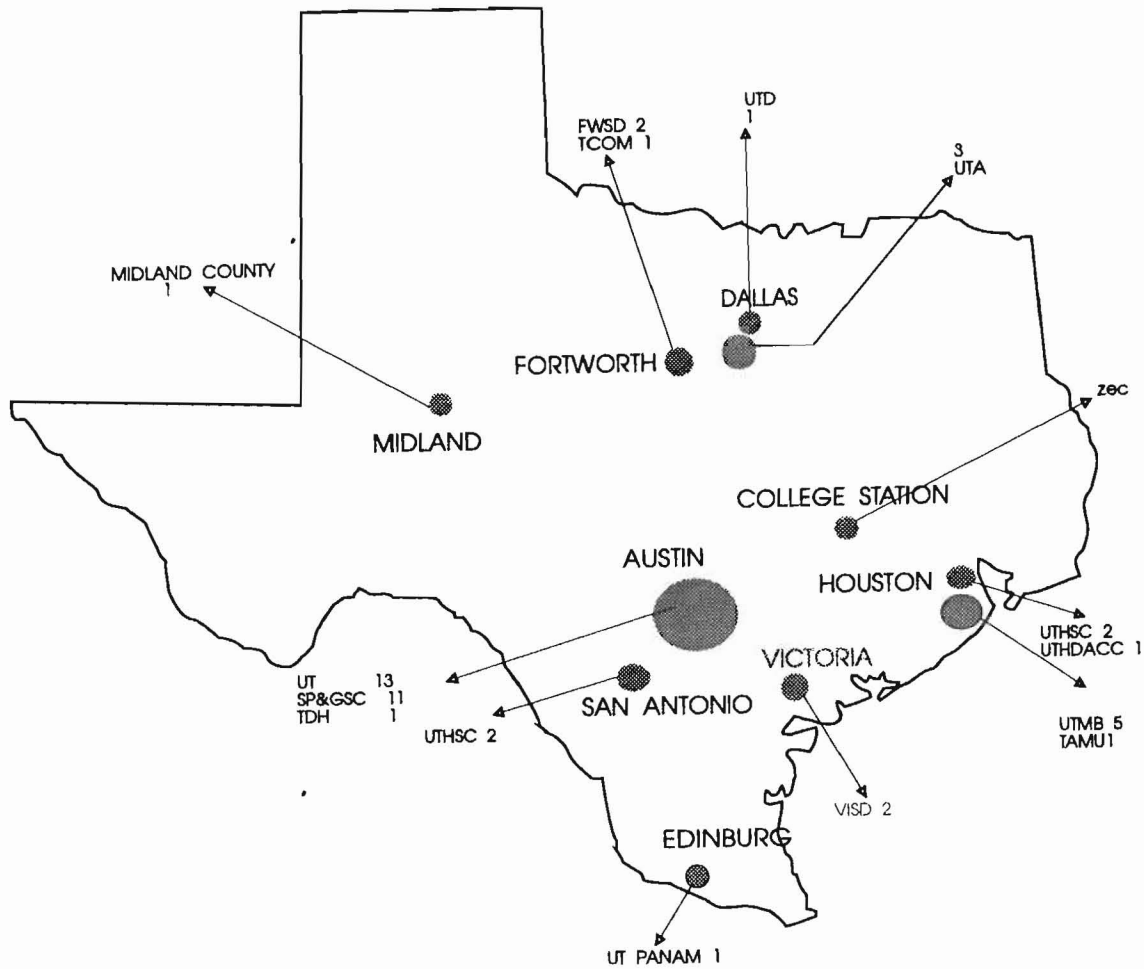 UTD
1
FWSD 2
TCOM 1
3
UTA
MIDLAND COUNTY
1
DALLAS
FORTWORTH
zec
MIDLAND
COLLEGE STATION
AUSTIN
HOUSTON
UTHSC 2
UTHDACC 1
VICTORIA
UT 13
SP&GSC 11
TDH 1
SAN ANTONIO
UTHSC 2
UTMB 5
TAMU1
VISD 2
EDINBURG
UT PANAM 1